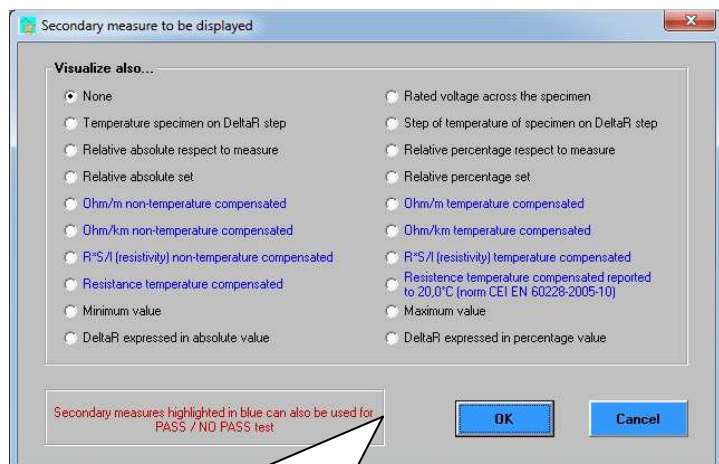 Secondary measure to be displayed
Visualize also...
None
Rated voltage across the specimen
Temperature specimen on DeltaR step
Step of temperature of specimen on DeltaR step
Relative absolute respect to measure
Relative percentage respect to measure
Relative absolute set
Relative percentage set
Ohm/m non-temperature compensated
Ohm/m temperature compensated
Ohm/km non-temperature compensated
Ohm/km temperature compensated
R*S/l (resistivity) non-temperature compensated
R*S/l (resistivity) temperature compensated
Resistance temperature compensated
Resistence temperature compensated reported
to 20,0°C (norm CEI EN 60228-2005-10)
Minimum value
Maximum value
DeltaR expressed in absolute value
DeltaR expressed in percentage value
Secondary measures highlighted in blue can also be used for
PASS / NO PASS test
OK
Cancel